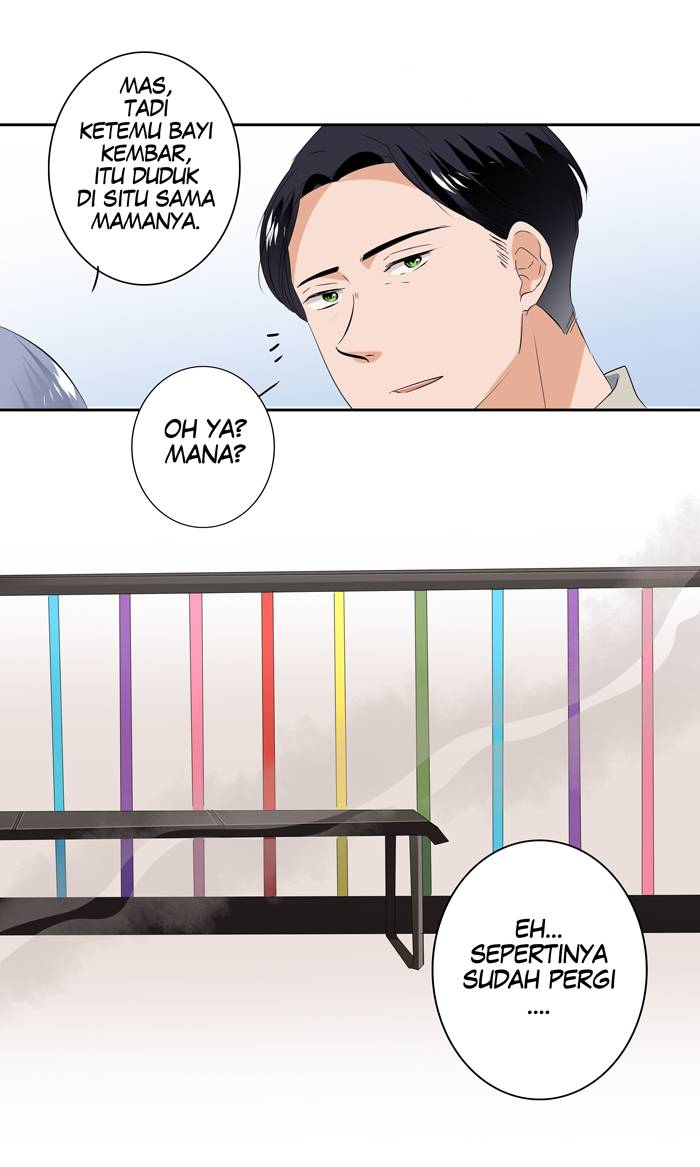 MAS,
TADI
KETEMU BAYI
KEMBAR,
ITU DUDUK
DI SITU SAMA
MAMANYA.
OH YA?
MANA?
EH...
SEPERTINYA
SUDAH PERGI
....